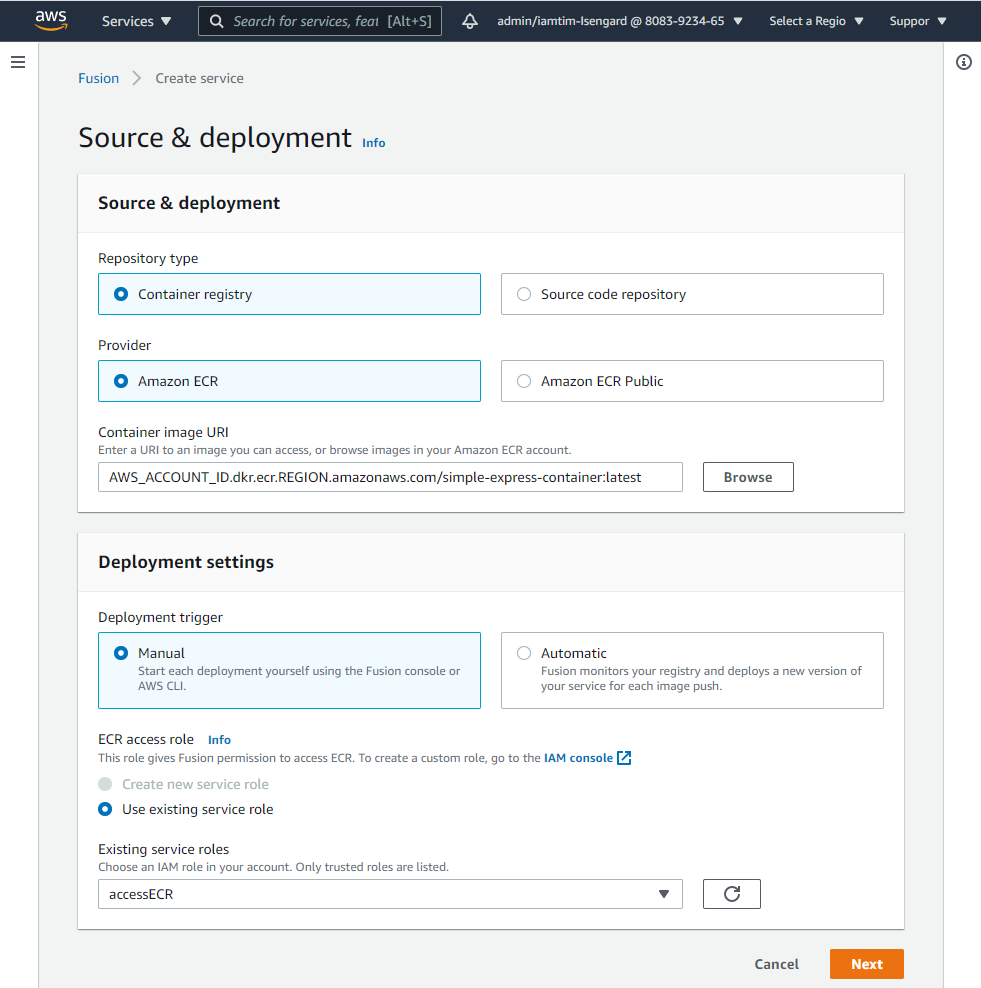 aws
Services
Search for services, feat [Alt+S]
admin/iamtim-Isengard @ 8083-9234-65
Select a Regio
Suppor
Fusion
Create service
Source & deployment Info
Source & deployment
Repository type
Container registry
Source code repository
Provider
Amazon ECR
Amazon ECR Public
Container image URI
Enter a URI to an image you can access, or browse images in your Amazon ECR account.
AWS_ACCOUNT_ID.dkr.ecr.REGION.amazonaws.com/simple-express-container:latest
Browse
Deployment settings
Deployment trigger
Manual
Start each deployment yourself using the Fusion console or
AWS CLI.
Automatic
Fusion monitors your registry and deploys a new version of
your service for each image push.
ECR access role Info
This role gives Fusion permission to access ECR. To create a custom role, go to the IAM console
Create new service role
Use existing service role
Existing service roles
Choose an IAM role in your account. Only trusted roles are listed.
accessECR
Cancel
Next